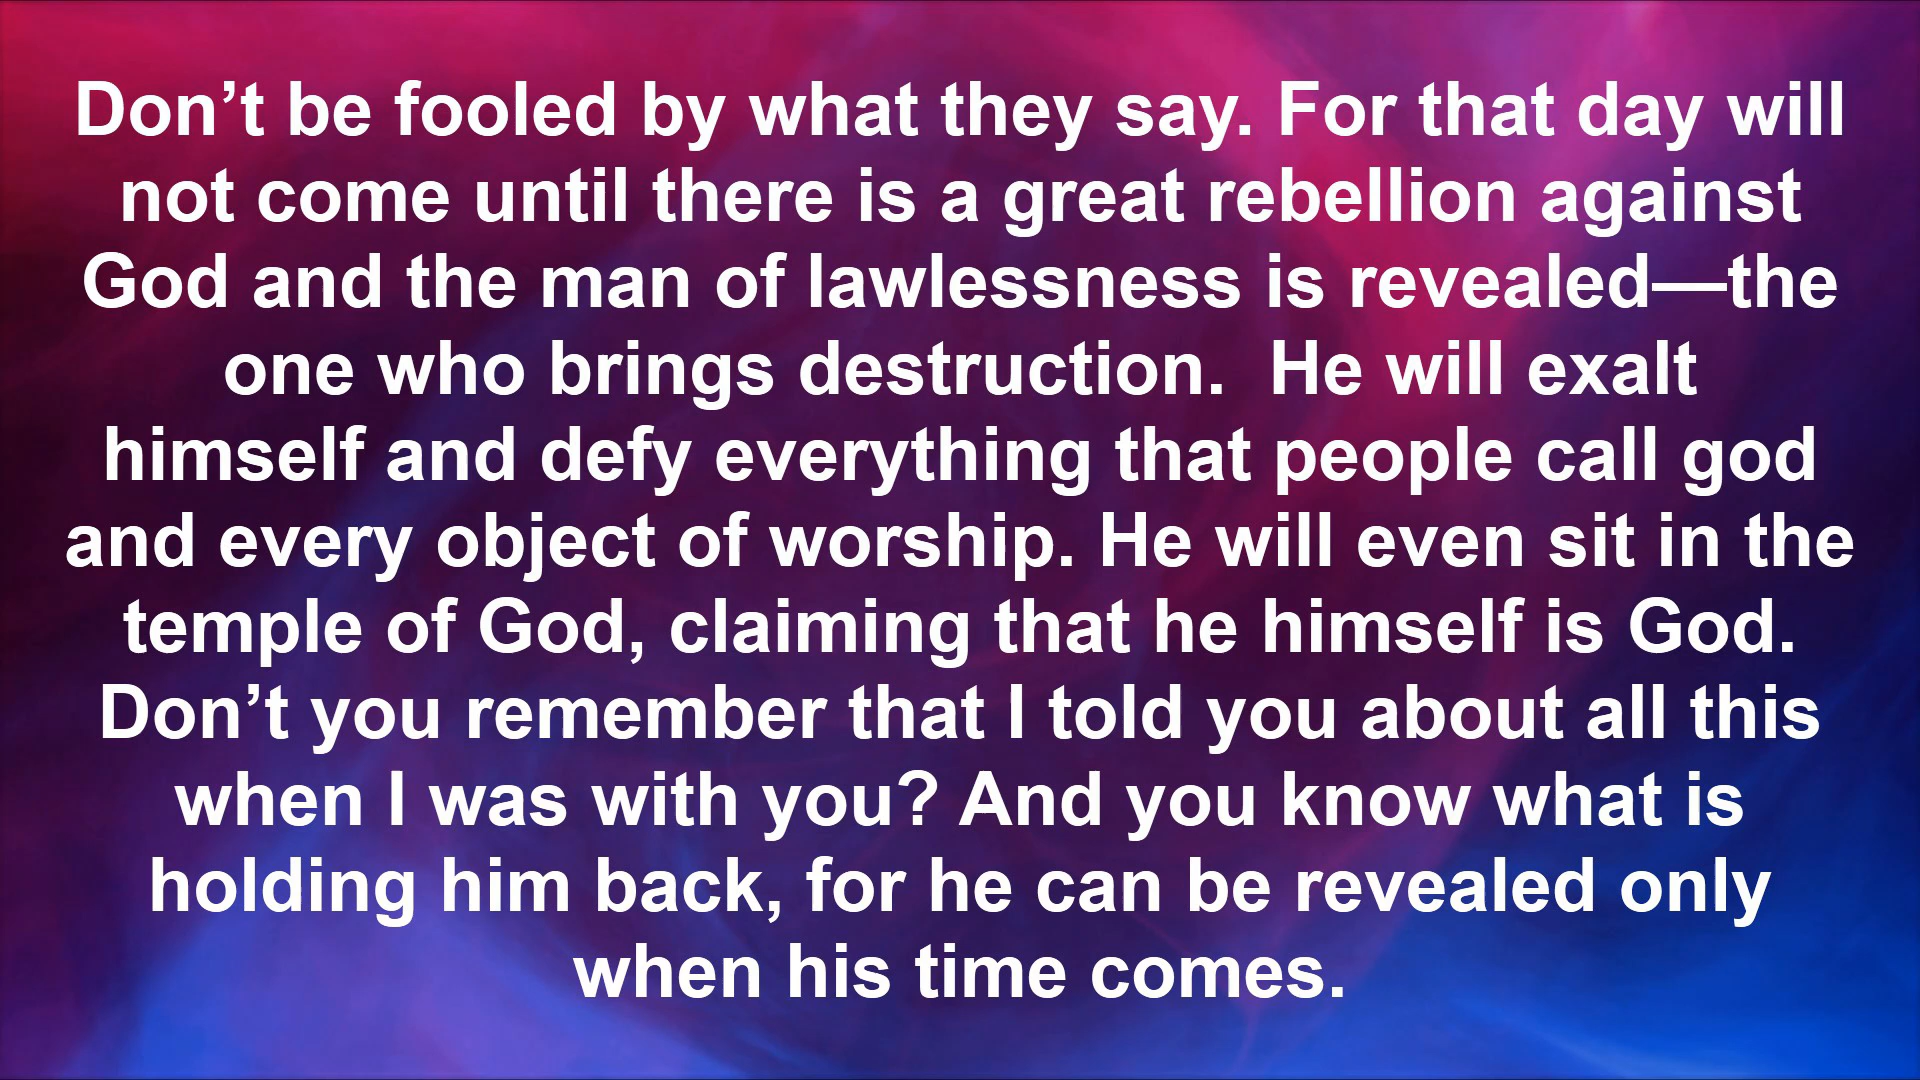 Don’t be fooled by what they say. For that day will
not come until there is a great rebellion against
God and the man of lawlessness is revealed—the
one who brings destruction.  He will exalt
himself and defy everything that people call god
and every object of worship. He will even sit in the
temple of God, claiming that he himself is God.
Don’t you remember that I told you about all this
when I was with you? And you know what is
holding him back, for he can be revealed only
when his time comes.